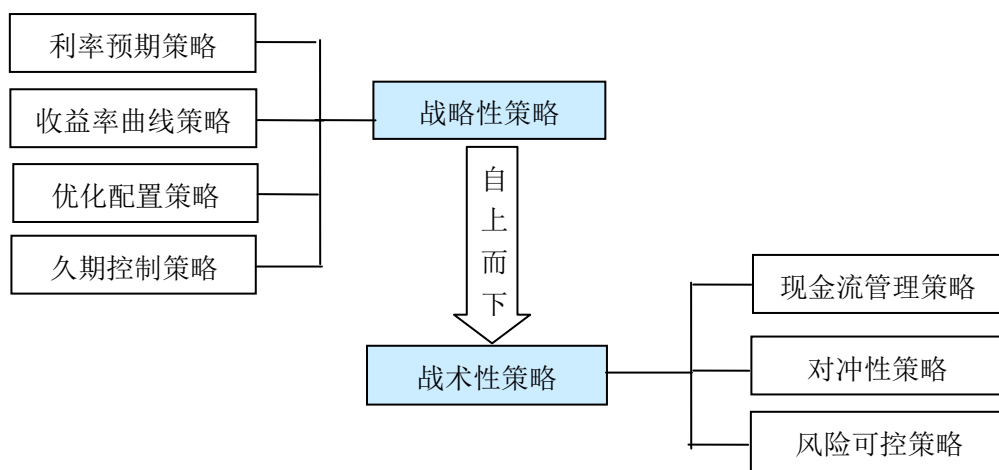 利率预期策略
收益率曲线策略
优化配置策略
久期控制策略
战略性策略
自
上
而
下
战术性策略
现金流管理策略
对冲性策略
风险可控策略